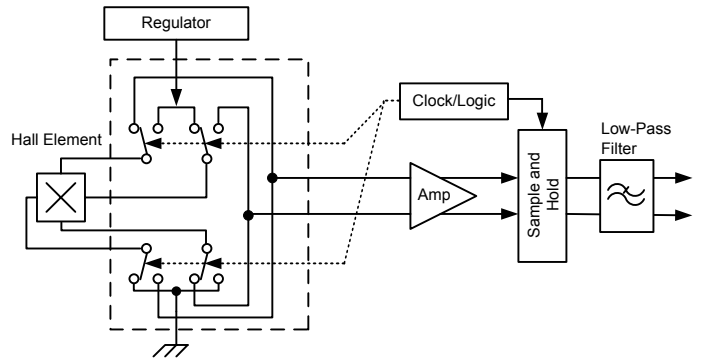 Regulator
Clock/Logic
Hall Element
Low-Pass
Filter
Amp
Sample and
Hold